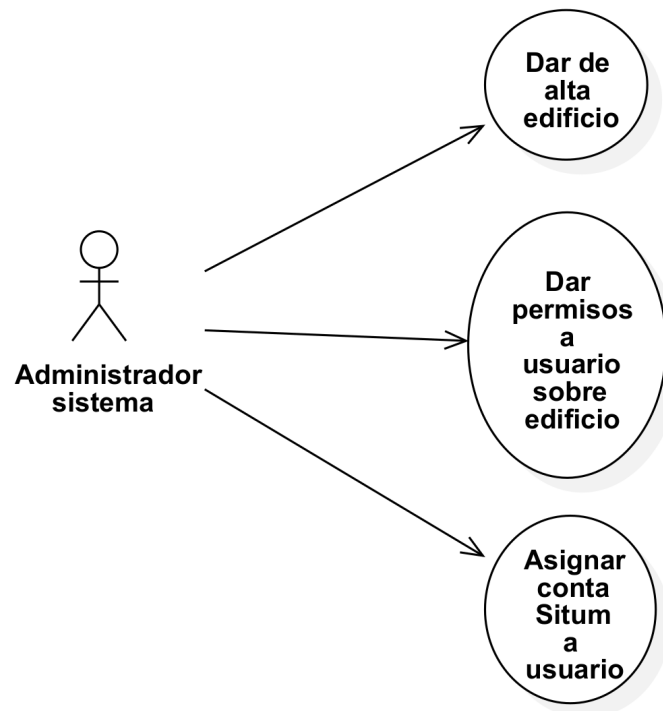 Dar de
alta
edificio
Dar
permisos
a
usuario
sobre
edificio
Administrador
sistema
Asignar
conta
Situm
a
usuario